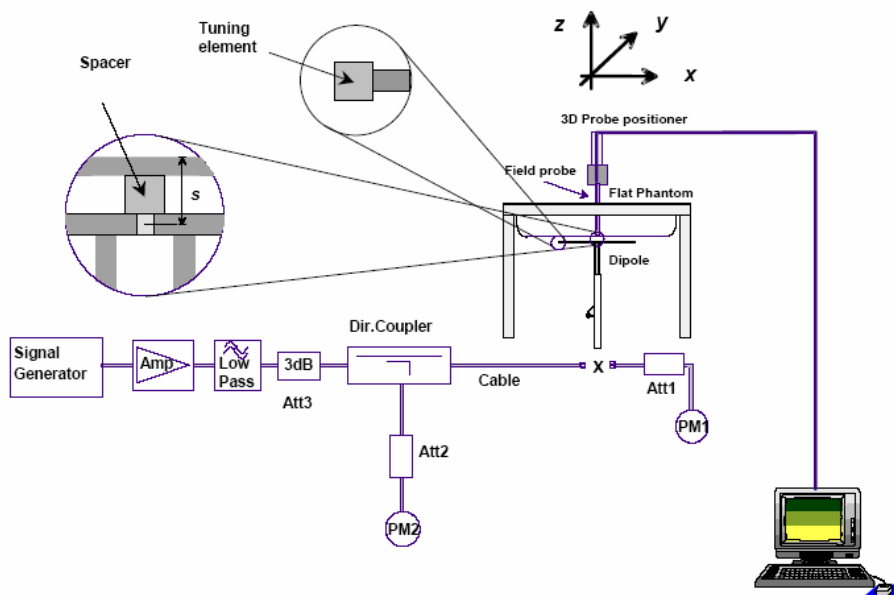 Tuning
element
Spacer
s
z
y
x
3D Probe positioner
Field probe
Flat Phantom
Dipole
Dir.Coupler
Signal
Generator
Amp
Low
Pass
3dB
Att3
Cable
X
Att1
PM1
Att2
PM2